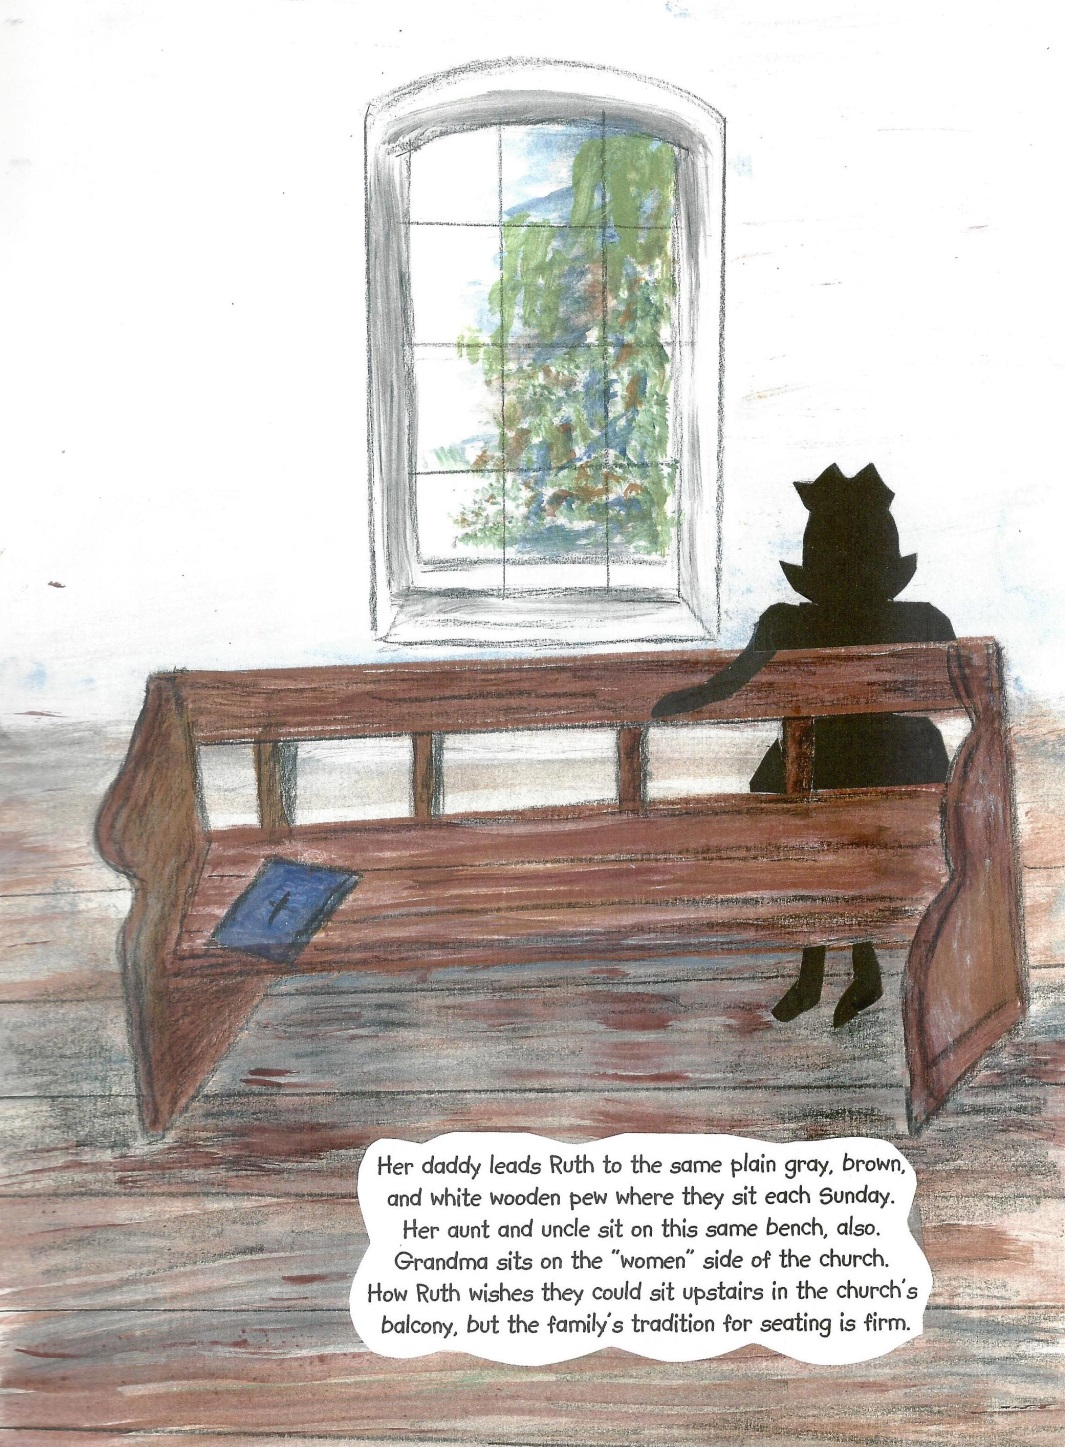 Her daddy leads Ruth to the same plain gray, brown,
and white wooden pew where they sit each Sunday.
Her aunt and uncle sit on this same bench, also.
Grandma sits on the "women" side of the church.
How Ruth wishes they could sit upstairs in the church's
balcony, but the family's tradition for seating is firm.